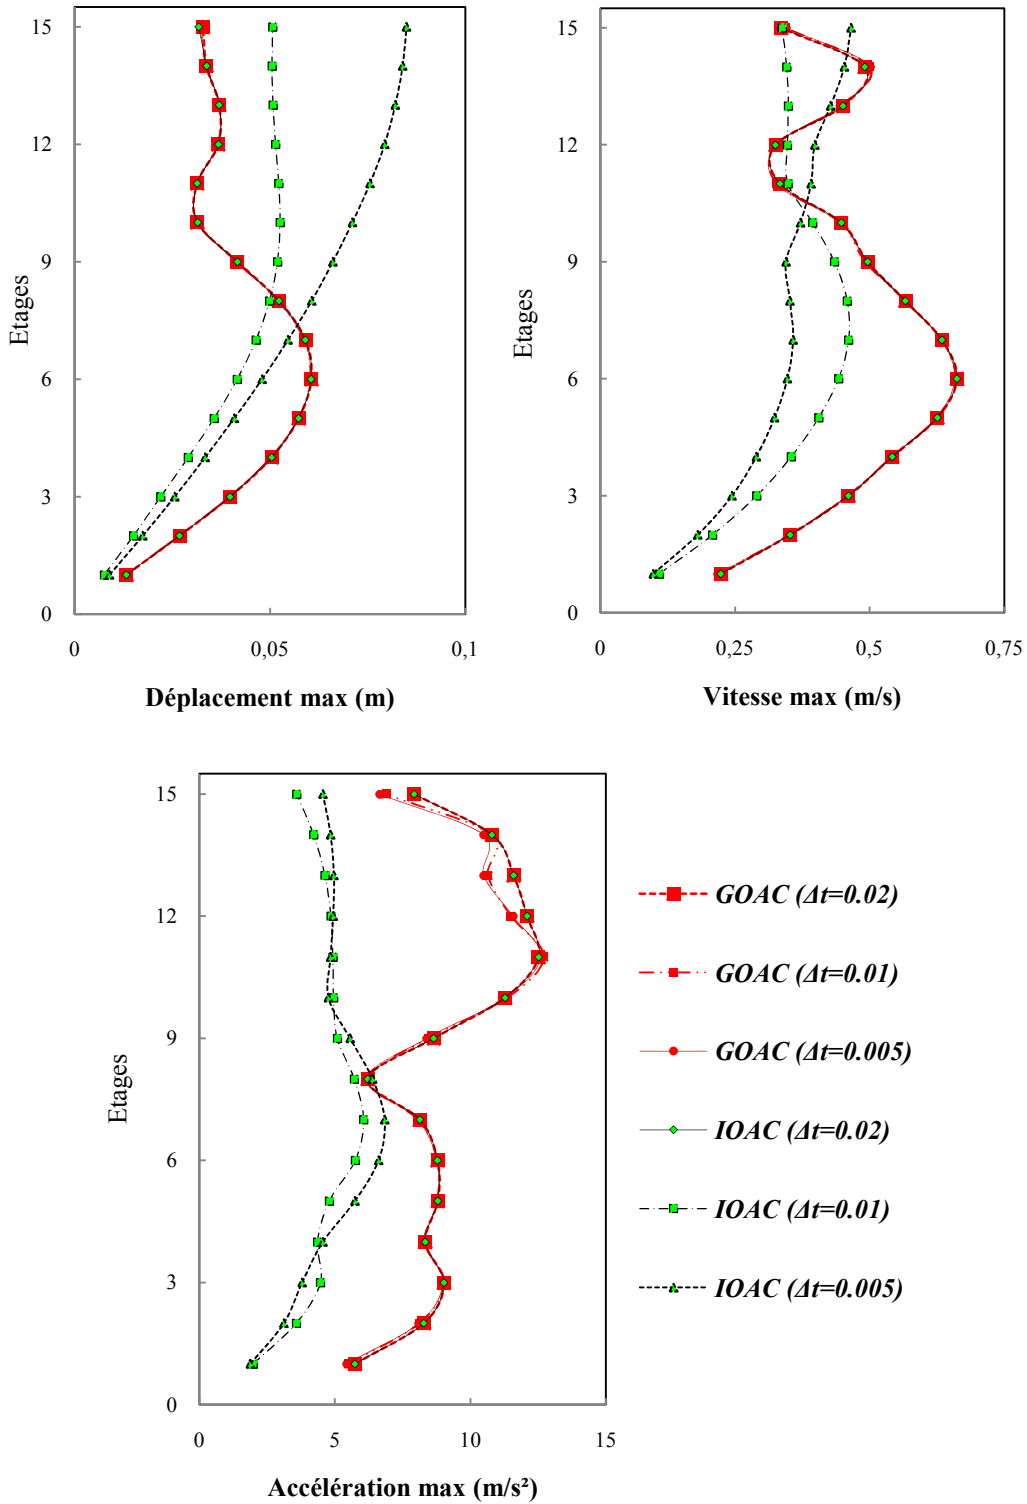 15
12
9
6
3
0
Etages
0
0,05
0,1
Déplacement max (m)
15
12
9
6
3
0
Etages
0
0,25
0,5
0,75
Vitesse max (m/s)
15
12
9
6
3
0
Etages
0
5
10
15
Accélération max (m/s²)
GOAC (Δt=0.02)
GOAC (Δt=0.01)
GOAC (Δt=0.005)
IOAC (Δt=0.02)
IOAC (Δt=0.01)
IOAC (Δt=0.005)